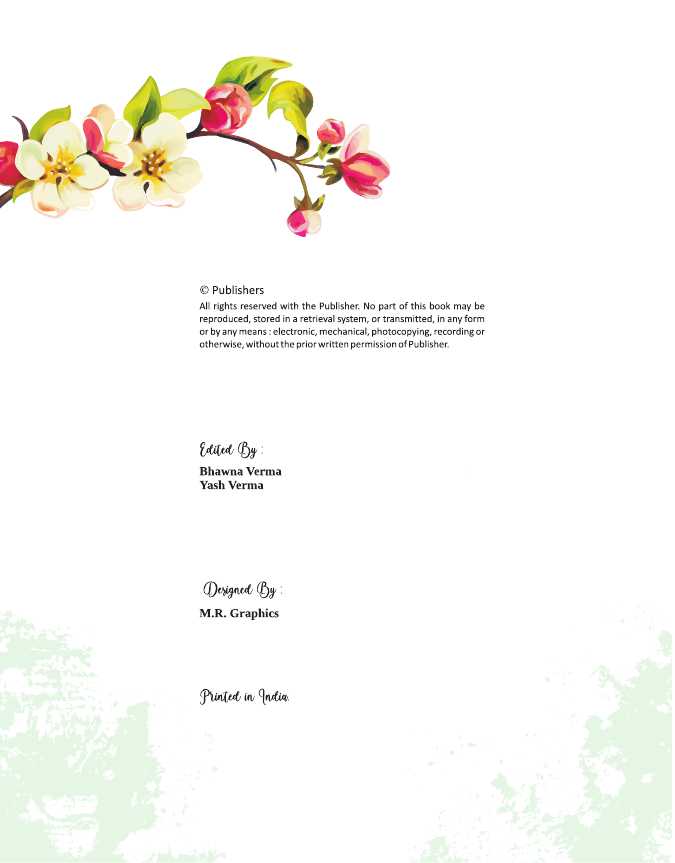 © Publishers
All rights reserved with the Publisher. No part of this book may be
reproduced, stored in a retrieval system, or transmitted, in any form
or by any means : electronic, mechanical, photocopying, recording or
otherwise, without the prior written permission of Publisher.
Edited By :
Bhawna Verma
Yash Verma
Designed By :
M.R. Graphics
Printed in India.